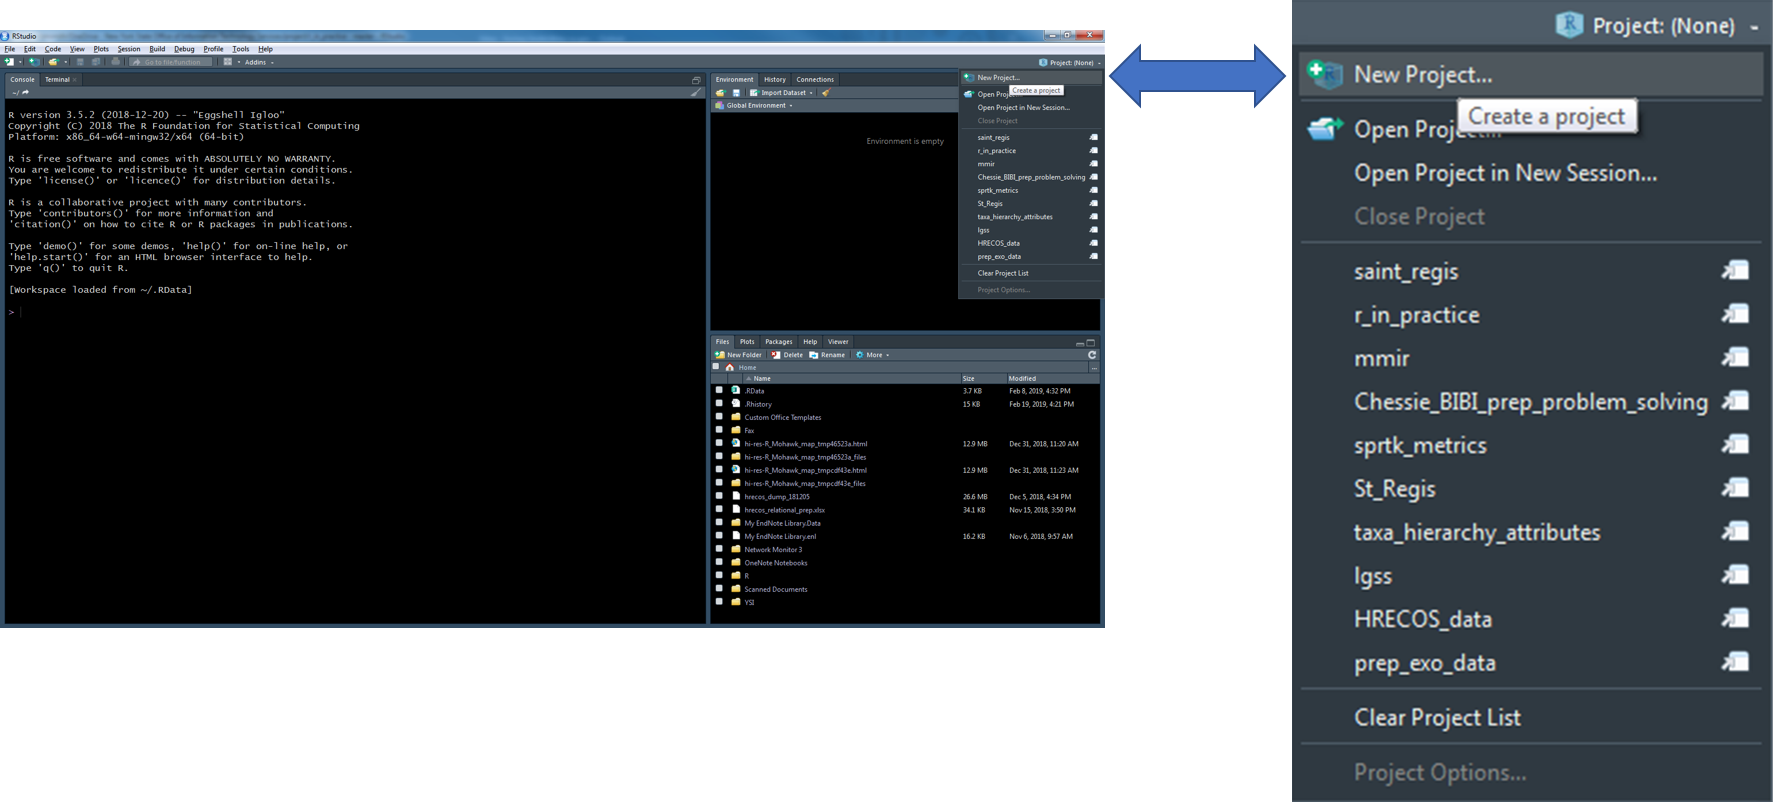 RStudio
File Edit Code View Plots Session Build Debug Profile Tools Help
Go to file/function Addins Project: (None)
Console Terminal
~/
R version 3.5.2 (2018-12-20) -- "Eggshell Igloo"
Copyright (C) 2018 The R Foundation for Statistical Computing
Platform: x86_64-w64-mingw32/x64 (64-bit)
R is free software and comes with ABSOLUTELY NO WARRANTY.
You are welcome to redistribute it under certain conditions.
Type 'license()' or 'licence()' for distribution details.
R is a collaborative project with many contributors.
Type 'contributors()' for more information and
'citation()' on how to cite R or R packages in publications.
Type 'demo()' for some demos, 'help()' for on-line help, or
'help.start()' for an HTML browser interface to help.
Type 'q()' to quit R.
[Workspace loaded from ~/.RData]
>
Environment History Connections
Import Dataset
Global Environment
Environment is empty
New Project...
Create a project
Open Proj
Open Project in New Session...
Close Project
saint_regis
r_in_practice
mmir
Chessie_BIBI_prep_problem_solving
sprtk_metrics
St_Regis
taxa_hierarchy_attributes
lgss
HRECOS_data
prep_exo_data
Clear Project List
Project Options...
Files Plots Packages Help Viewer
New Folder Delete Rename More
Home ...
Name Size Modified
.RData 3.7 KB Feb 8, 2019, 4:32 PM
.Rhistory 15 KB Feb 19, 2019, 4:21 PM
Custom Office Templates
Fax
hi-res-R_Mohawk_map_tmp46523a.html 12.9 MB Dec 31, 2018, 11:20 AM
hi-res-R_Mohawk_map_tmp46523a_files
hi-res-R_Mohawk_map_tmpcdf43e.html 12.9 MB Dec 31, 2018, 11:23 AM
hi-res-R_Mohawk_map_tmpcdf43e_files
hrecos_dump_181205 26.6 MB Dec 5, 2018, 4:34 PM
hrecos_relational_prep.xlsx 34.1 KB Nov 15, 2018, 3:50 PM
My EndNote Library.Data
My EndNote Library.enl 16.2 KB Nov 6, 2018, 9:57 AM
Network Monitor 3
OneNote Notebooks
R
Scanned Documents
YSI
Project: (None)
New Project...
Create a project
Open Project...
Open Project in New Session...
Close Project
saint_regis
r_in_practice
mmir
Chessie_BIBI_prep_problem_solving
sprtk_metrics
St_Regis
taxa_hierarchy_attributes
lgss
HRECOS_data
prep_exo_data
Clear Project List
Project Options...